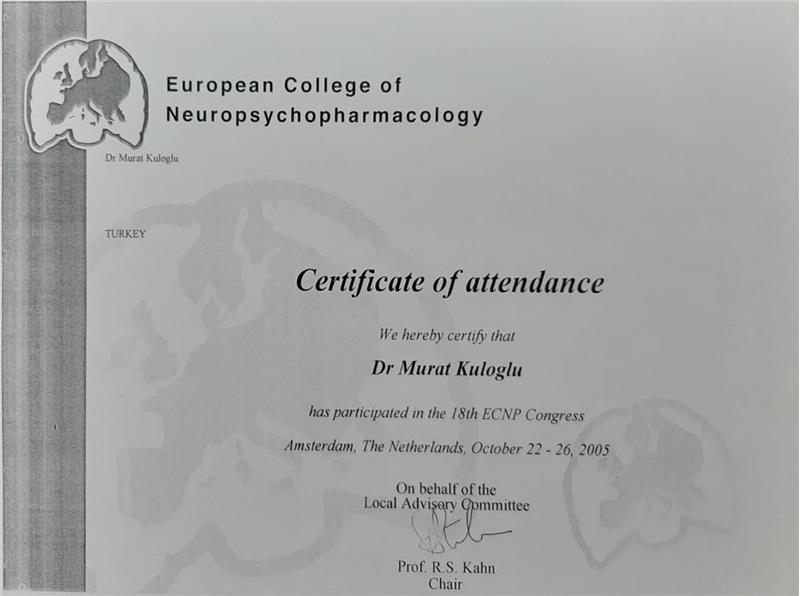 European College of
Neuropsychopharmacology
Dr Murat Kuloglu
TURKEY
Certificate of attendance
We hereby certify that
Dr Murat Kuloglu
has participated in the 18th ECNP Congress
Amsterdam, The Netherlands, October 22 - 26, 2005
On behalf of the
Local Advisory Committee
Prof. R.S. Kahn
Chair